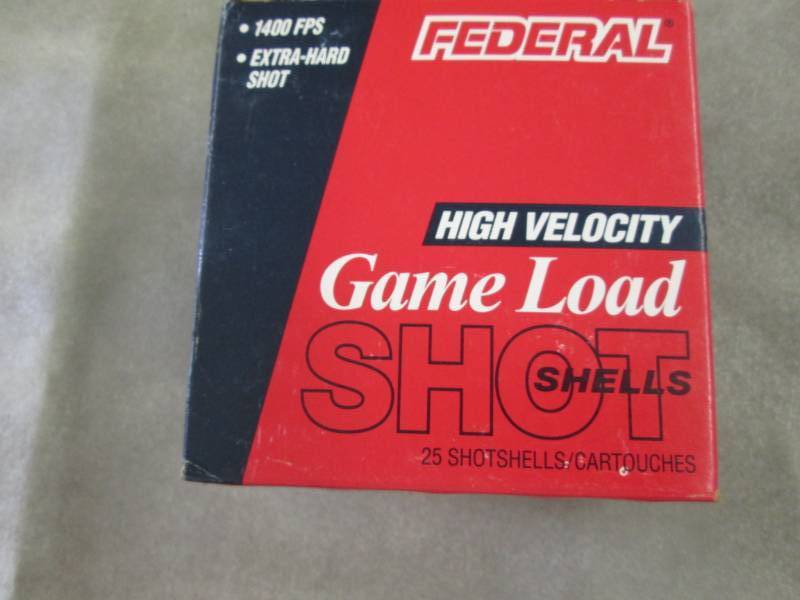 • 1400 FPS
• EXTRA-HARD
SHOT
FEDERAL®
HIGH VELOCITY
Game Load
SHOT
SHELLS
25 SHOTSHELLS/CARTOUCHES